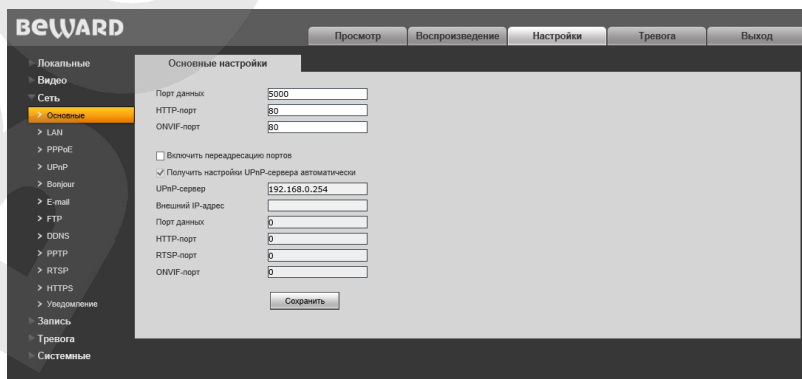 BEWARD
Просмотр Воспроизведение Настройки Тревога Выход
Локальные
Видео
Сеть
Основные
LAN
PPPoE
UPnP
Bonjour
E-mail
FTP
DDNS
PPTP
RTSP
HTTPS
Уведомление
Запись
Тревога
Системные
Основные настройки
Порт данных 5000
HTTP-порт 80
ONVIF-порт 80
Включить переадресацию портов
Получить настройки UPnP-сервера автоматически
UPnP-сервер 192.168.0.254
Внешний IP-адрес
Порт данных 0
HTTP-порт 0
RTSP-порт 0
ONVIF-порт 0
Сохранить